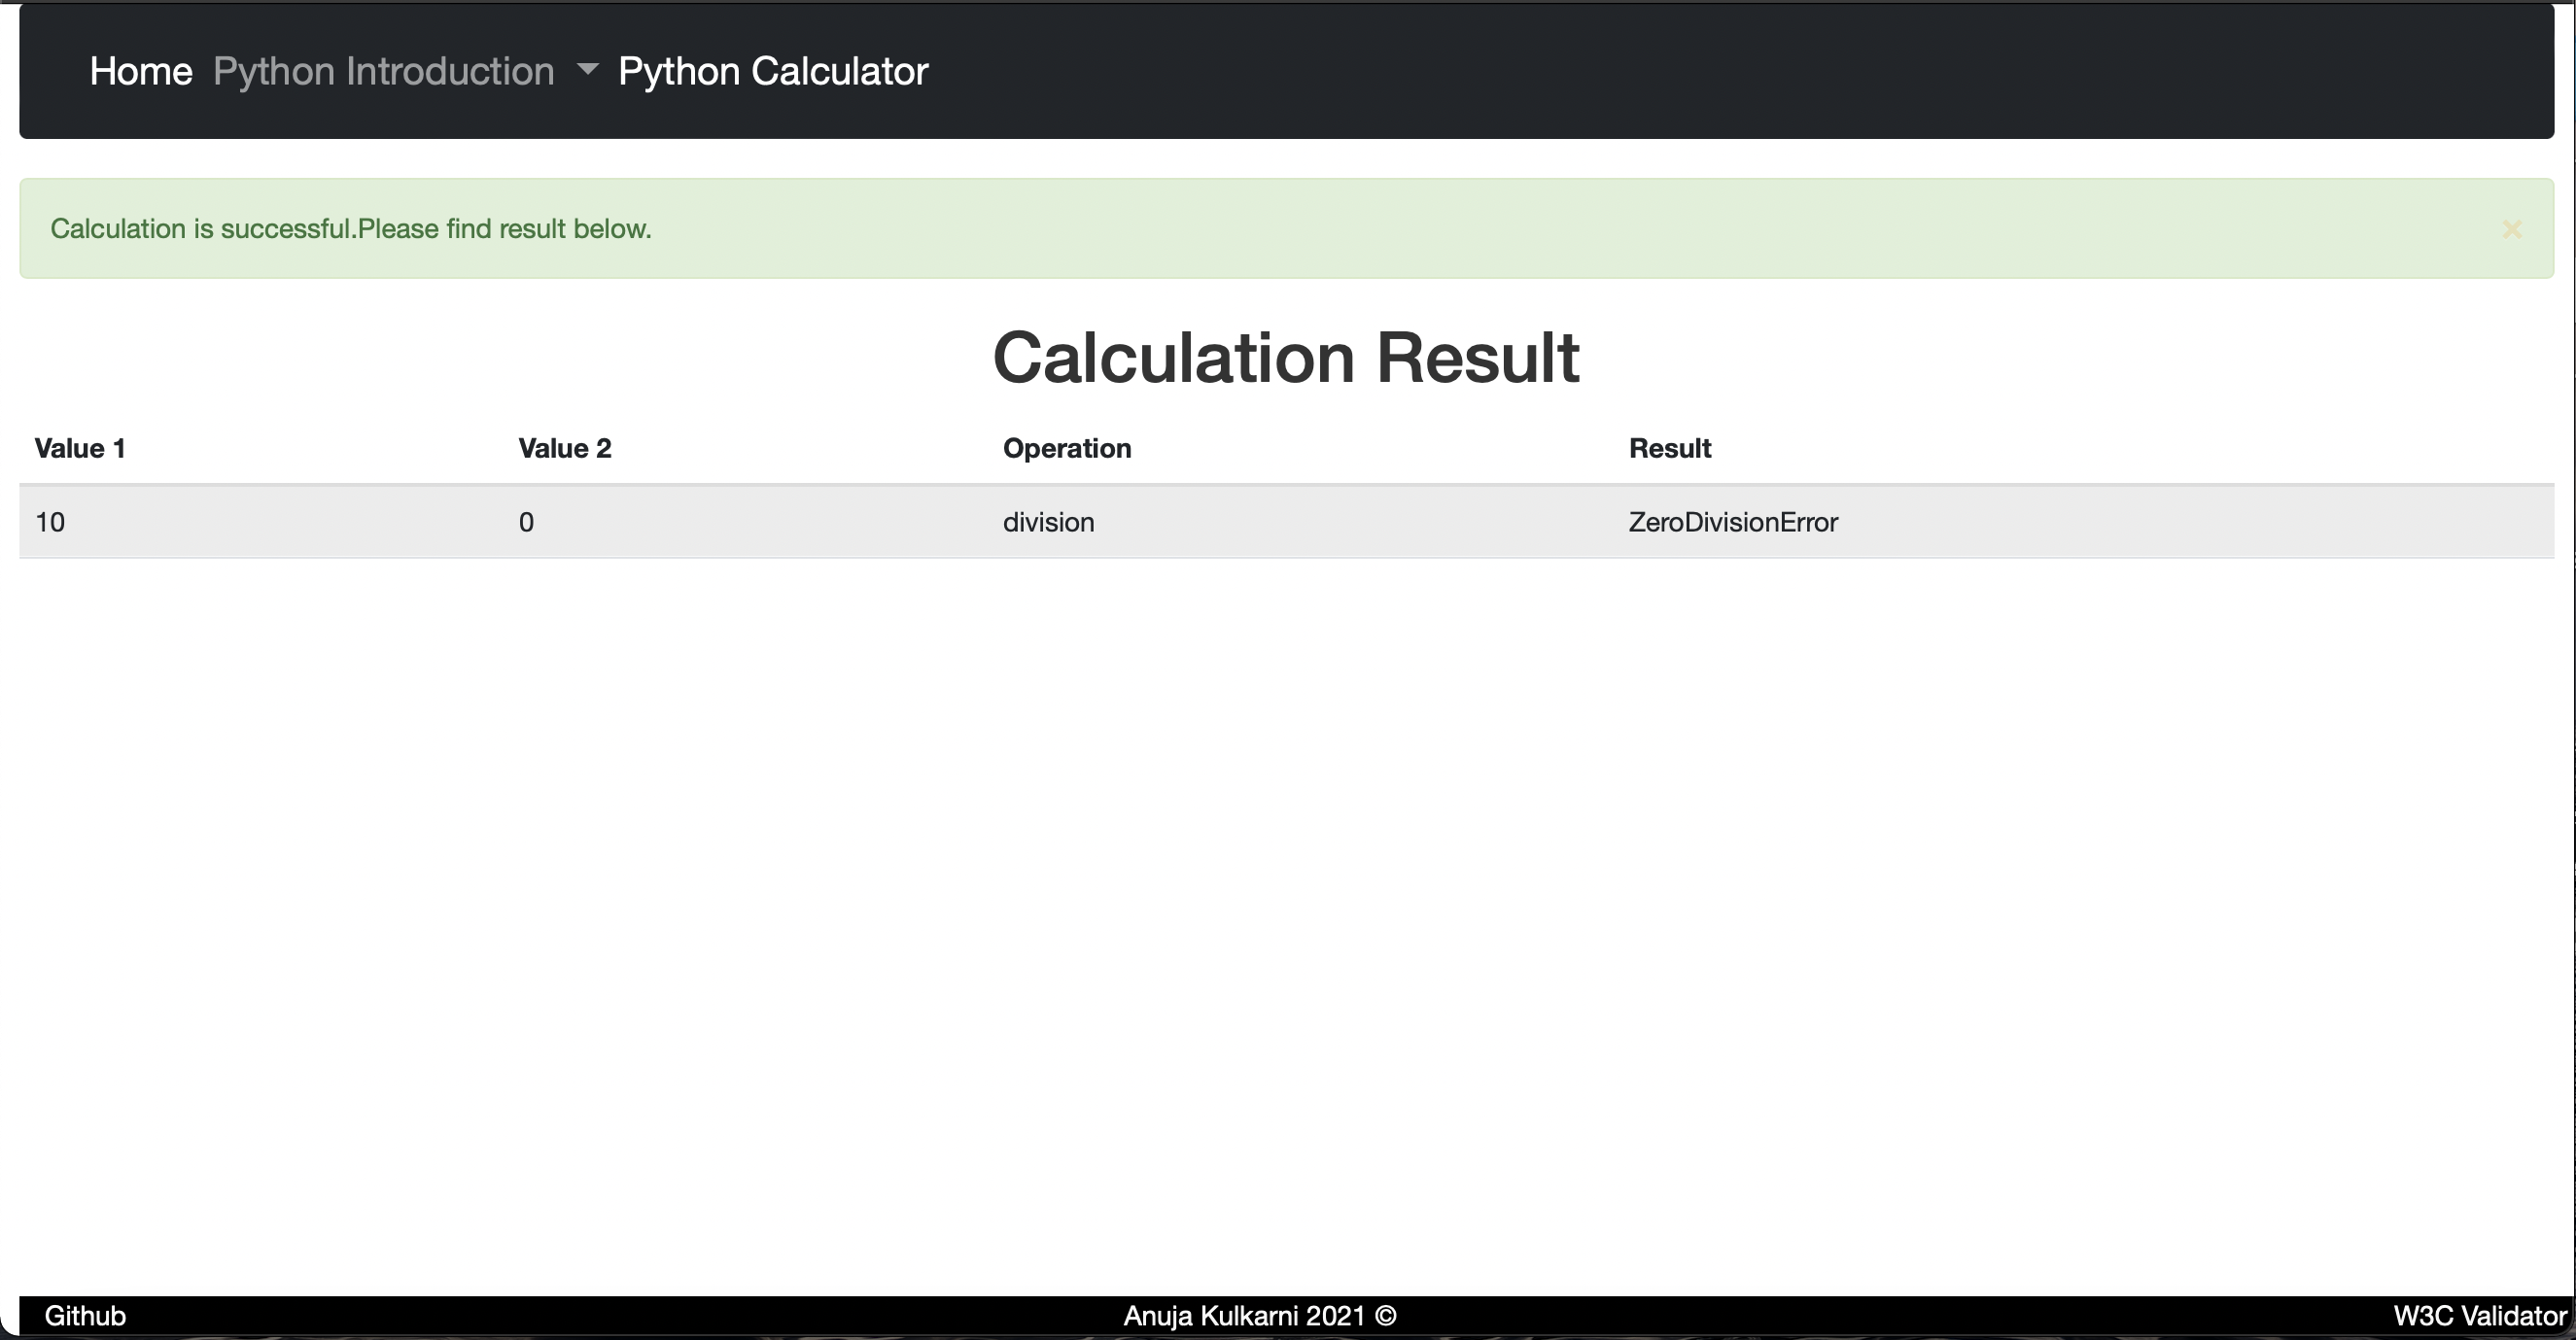 Home Python Introduction Python Calculator
Calculation is successful.Please find result below. ×
Calculation Result
Value 1 Value 2 Operation Result
10 0 division ZeroDivisionError
Github Anuja Kulkarni 2021 © W3C Validator